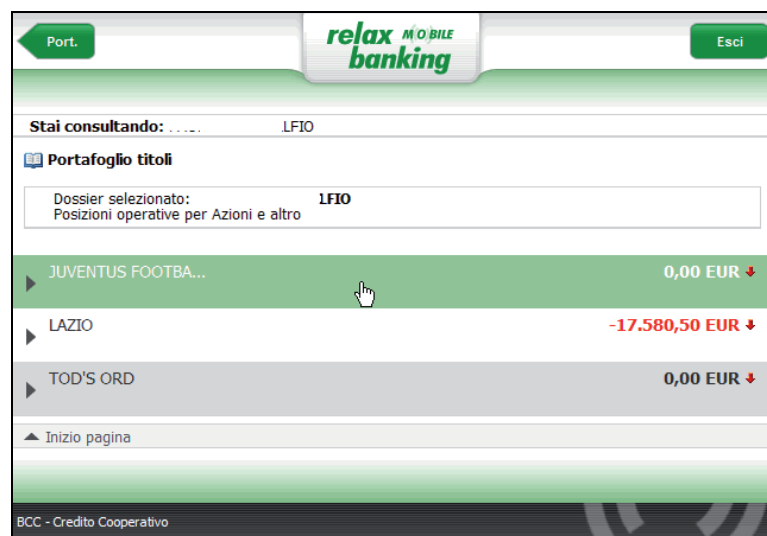 Port.
relax MOBILE
banking
Esci
Stai consultando: LFIO
Portafoglio titoli
Dossier selezionato: LFIO
Posizioni operative per Azioni e altro
JUVENTUS FOOTBA... 0,00 EUR
LAZIO -17.580,50 EUR
TOD'S ORD 0,00 EUR
Inizio pagina
BCC - Credito Cooperativo